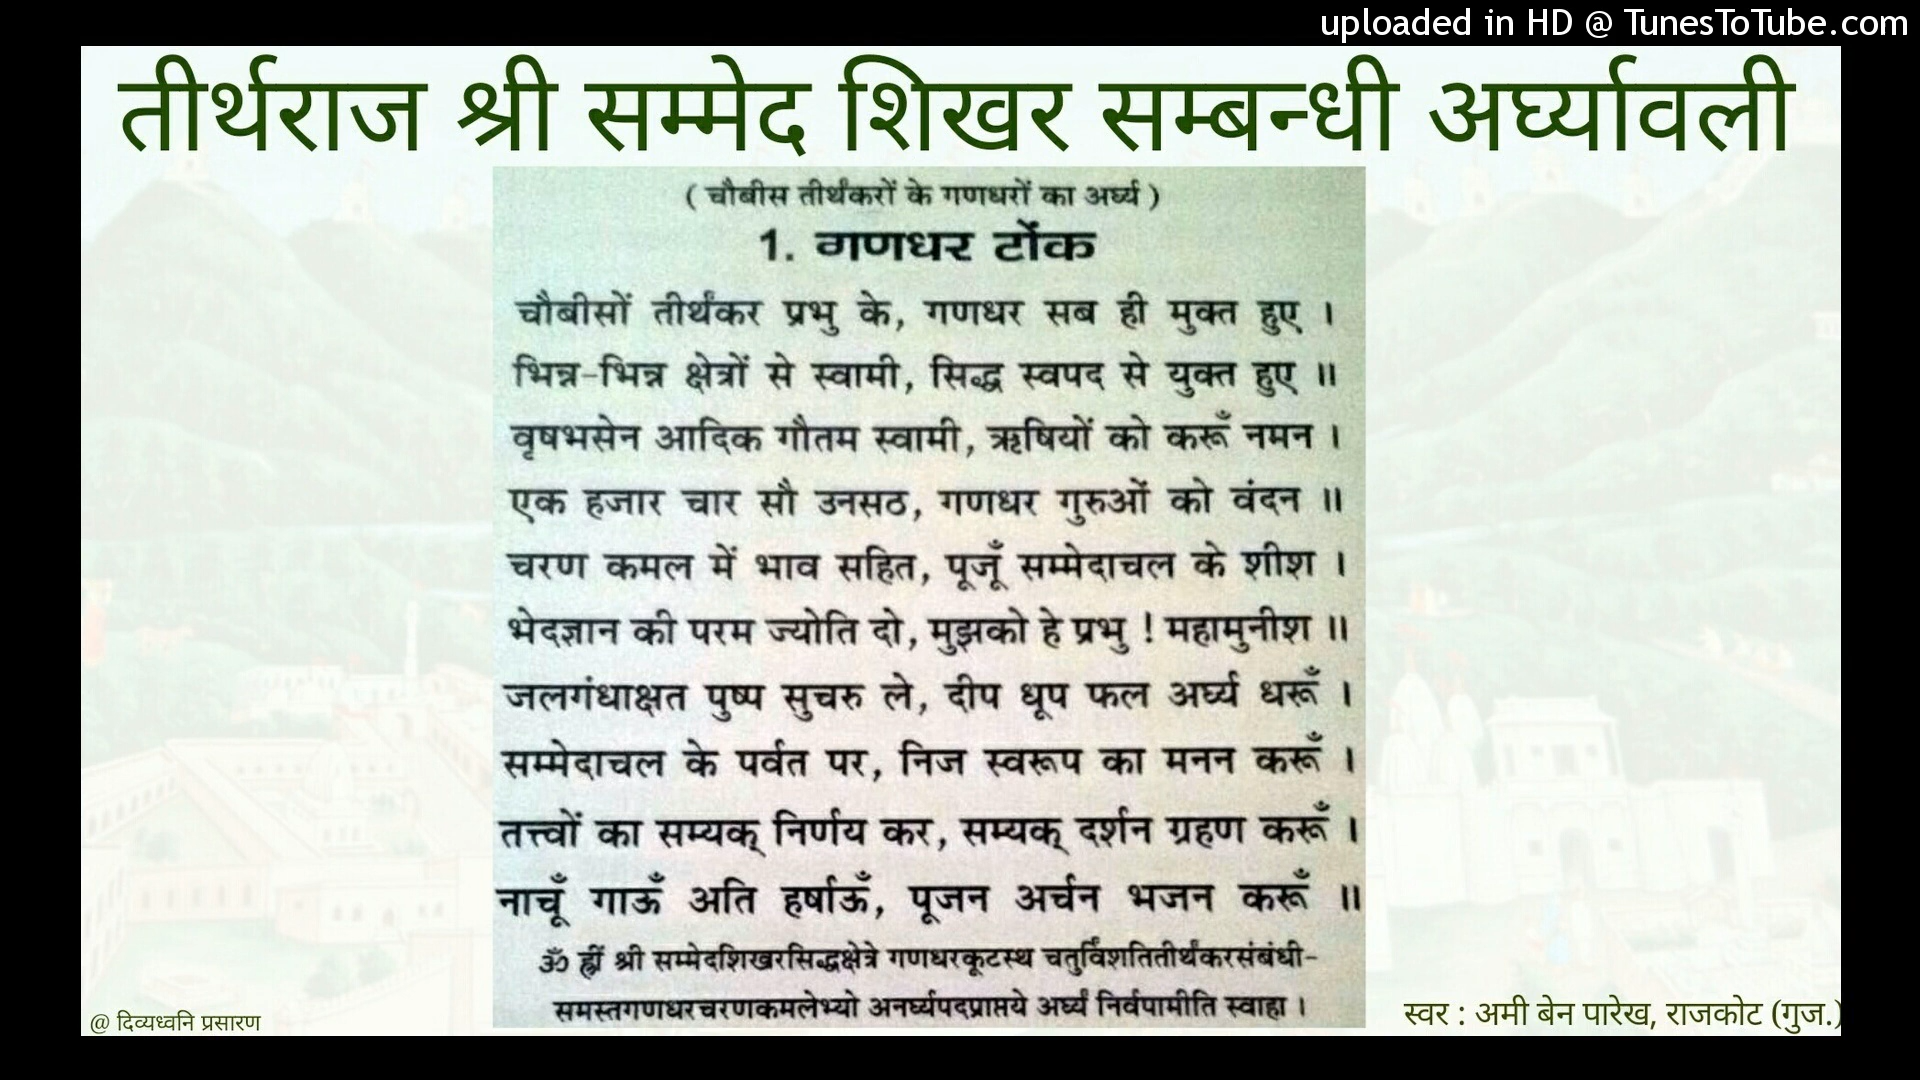 uploaded in HD @ TunesToTube.com
तीर्थराज श्री सम्मेद शिखर सम्बन्धी अर्घ्यावली
( चौबीस तीर्थंकरों के गणधरों का अर्घ्य )
1. गणधर टोंक
चौबीसों तीर्थंकर प्रभु के, गणधर सब ही मुक्त हुए ।
भिन्न-भिन्न क्षेत्रों से स्वामी, सिद्ध स्वपद से युक्त हुए ॥
वृषभसेन आदिक गौतम स्वामी, ऋषियों को करूँ नमन ।
एक हजार चार सौ उनसठ, गणधर गुरुओं को वंदन ॥
चरण कमल में भाव सहित, पूजूँ सम्मेदाचल के शीश ।
भेदज्ञान की परम ज्योति दो, मुझको हे प्रभु ! महामुनीश ॥
जलगंधाक्षत पुष्प सुचरु ले, दीप धूप फल अर्घ्य धरूँ ।
सम्मेदाचल के पर्वत पर, निज स्वरूप का मनन करूँ ।
तत्त्वों का सम्यक् निर्णय कर, सम्यक् दर्शन ग्रहण करूँ ।
नाचूँ गाऊँ अति हर्षाऊँ, पूजन अर्चन भजन करूँ ॥
ॐ ह्रीं श्री सम्मेदशिखरसिद्धक्षेत्रे गणधरकूटस्थ चतुर्विंशतितीर्थंकरसंबंधी-
समस्तगणधरचरणकमलेभ्यो अनर्घ्यपदप्राप्तये अर्घ्यं निर्वपामीति स्वाहा ।
@ दिव्यध्वनि प्रसारण
स्वर : अमी बेन पारेख, राजकोट (गुज.)